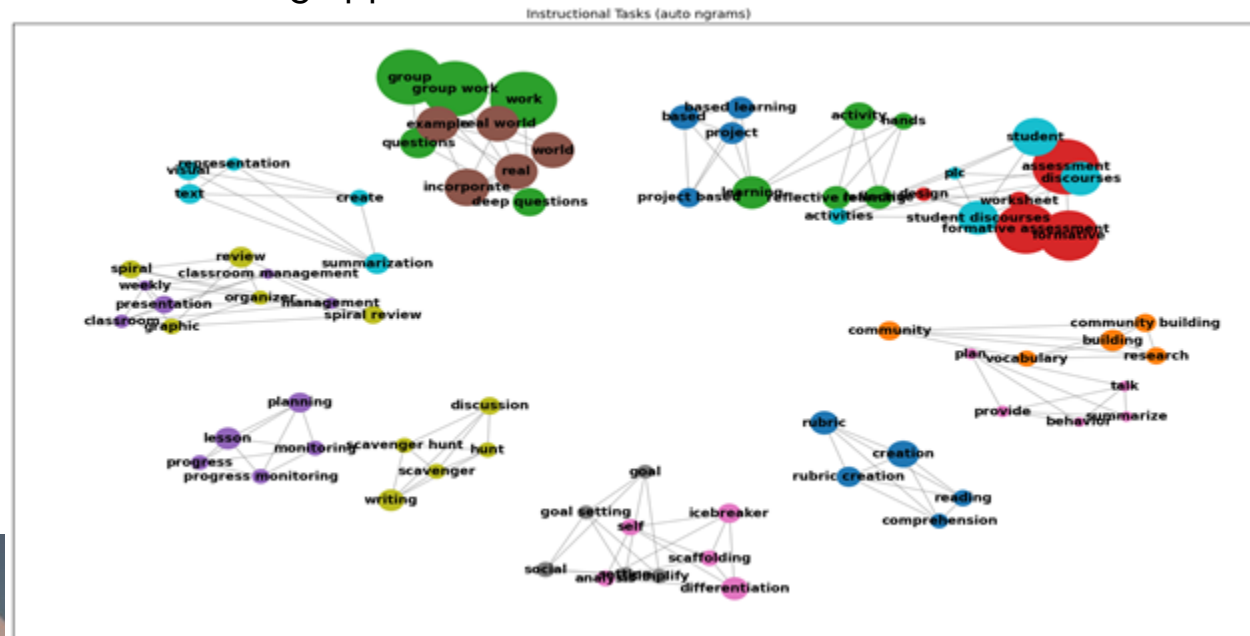 Instructional Tasks (auto ngrams)
group
group work
work
example
real world
questions
world
real
incorporate
deep questions
representation
visual
text
create
summarization
based learning
based
project
project based
learning
activity
hands
reflective
activities
student
assessment
discourses
plc
design
worksheet
student discourses
formative assessment
formative
review
spiral
classroom management
weekly
organizer
presentation
management
classroom
graphic
spiral review
community
community building
building
plan
vocabulary
research
talk
provide
behavior
summarize
planning
lesson
monitoring
progress
progress monitoring
discussion
scavenger hunt
hunt
scavenger
writing
rubric
creation
rubric creation
reading
comprehension
goal
goal setting
self
icebreaker
social
scaffolding
analysis
differentiation